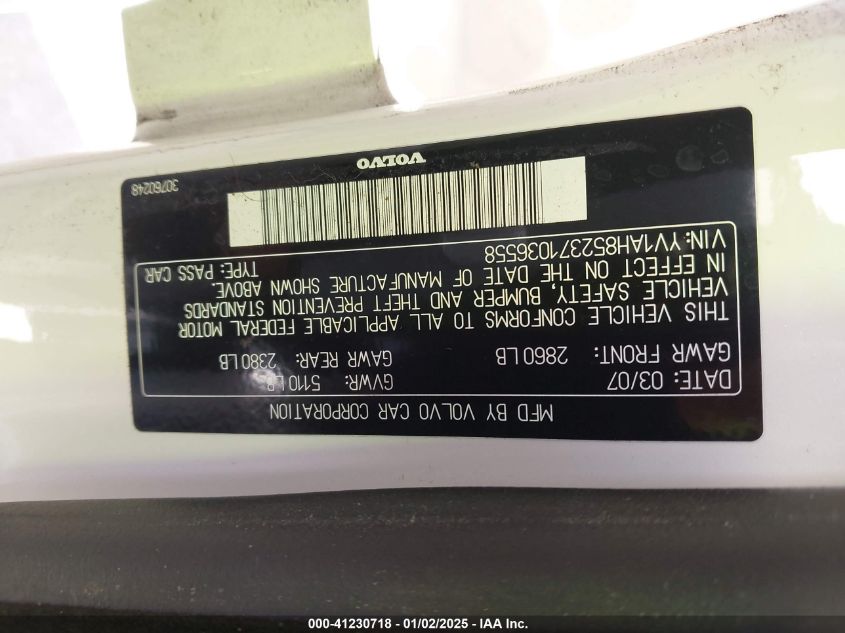 MFD BY VOLVO CAR CORPORATION
DATE: 03/07 GVWR: 5110 LB
GAWR FRONT: 2860 LB GAWR REAR: 2380 LB
THIS VEHICLE CONFORMS TO ALL APPLICABLE FEDERAL MOTOR
VEHICLE SAFETY, BUMPER AND THEFT PREVENTION STANDARDS
IN EFFECT ON THE DATE OF MANUFACTURE SHOWN ABOVE.
VIN: YV1AH852371036558 TYPE: PASS CAR
30760248
VOLVO
000-41230718 - 01/02/2025 - IAA Inc.